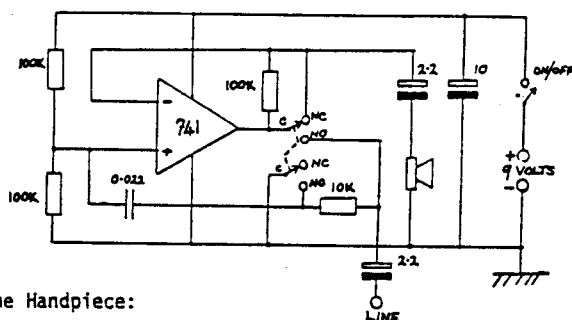 2·2
10
ON/OFF
100K
100K
C
NC
NO
-
741
+
0·022
C
NC
NO
10K
+
9 VOLTS
-
100K
2·2
LINE
ne Handpiece: